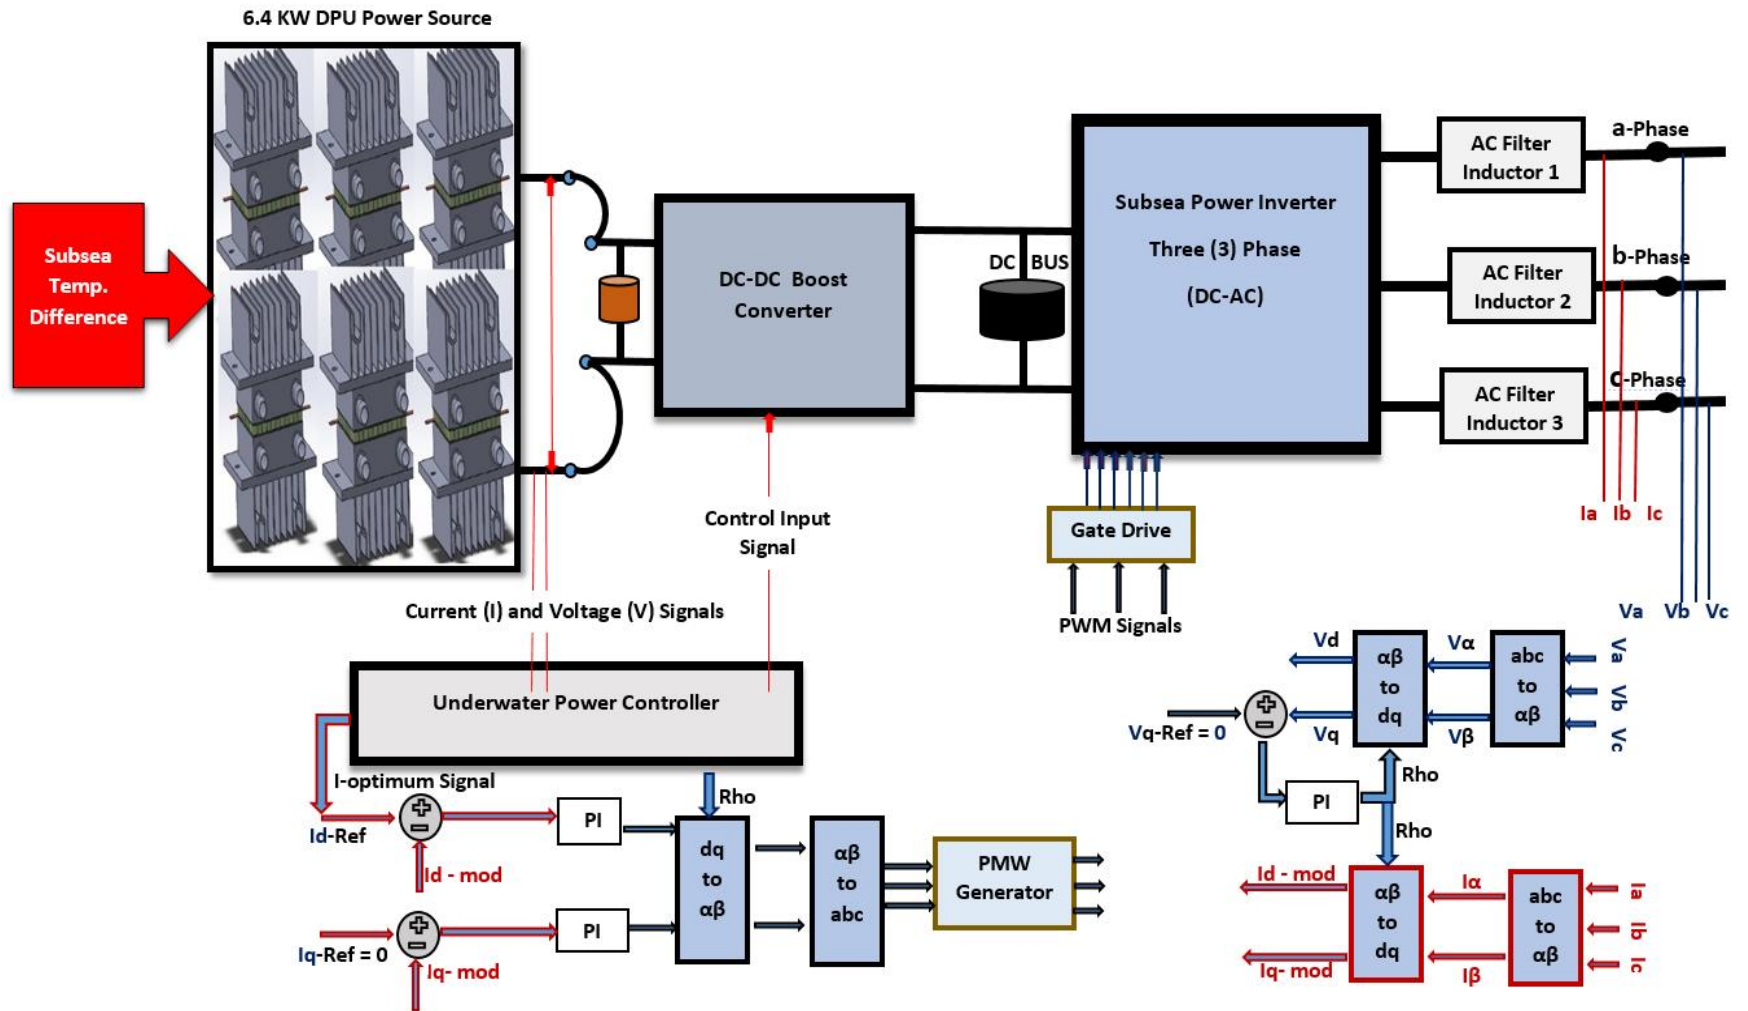 6.4 KW DPU Power Source
Subsea
Temp.
Difference
DC-DC Boost
Converter
DC BUS
Subsea Power Inverter
Three (3) Phase
(DC-AC)
AC Filter
Inductor 1
a-Phase
AC Filter
Inductor 2
b-Phase
AC Filter
Inductor 3
c-Phase
Ia Ib Ic
Va Vb Vc
Control Input
Signal
Gate Drive
PWM Signals
Current (I) and Voltage (V) Signals
Underwater Power Controller
I-optimum Signal
Id-Ref
+
−
Id - mod
PI
Iq-Ref = 0
+
−
Iq- mod
PI
Rho
dq
to
αβ
αβ
to
abc
PMW
Generator
Vq-Ref = 0
+
−
Vd
Vq
αβ
to
dq
Vα
Vβ
abc
to
αβ
Va
Vb
Vc
PI
Rho
Rho
Id - mod
Iq- mod
αβ
to
dq
Iα
Iβ
abc
to
αβ
Ia
Ib
Ic